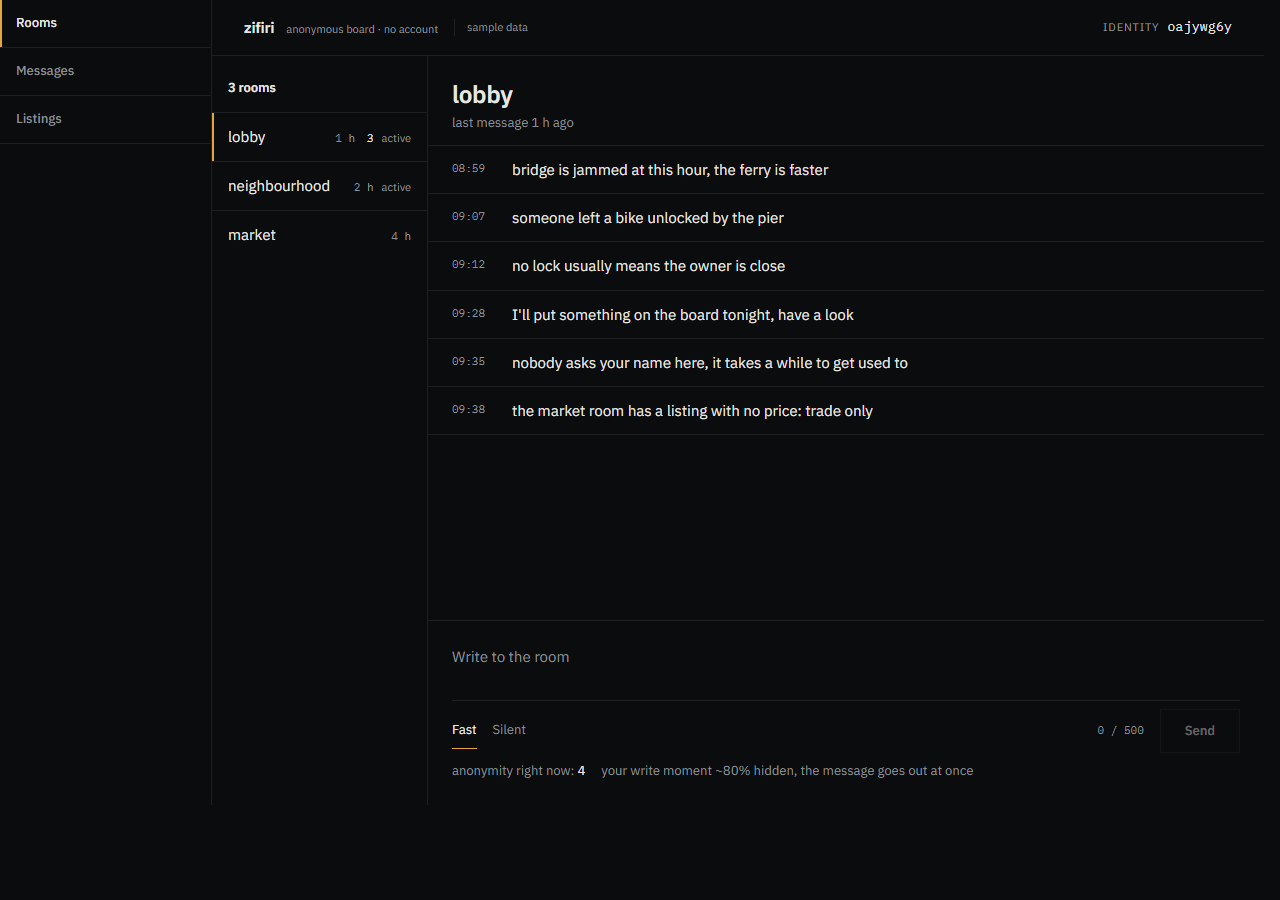 Rooms
Messages
Listings
zifiri anonymous board · no account sample data
IDENTITY oajywg6y
3 rooms
lobby 1 h 3 active
neighbourhood 2 h active
market 4 h
lobby
last message 1 h ago
08:59 bridge is jammed at this hour, the ferry is faster
09:07 someone left a bike unlocked by the pier
09:12 no lock usually means the owner is close
09:28 I'll put something on the board tonight, have a look
09:35 nobody asks your name here, it takes a while to get used to
09:38 the market room has a listing with no price: trade only
Write to the room
Fast Silent 0 / 500 Send
anonymity right now: 4 your write moment ~80% hidden, the message goes out at once